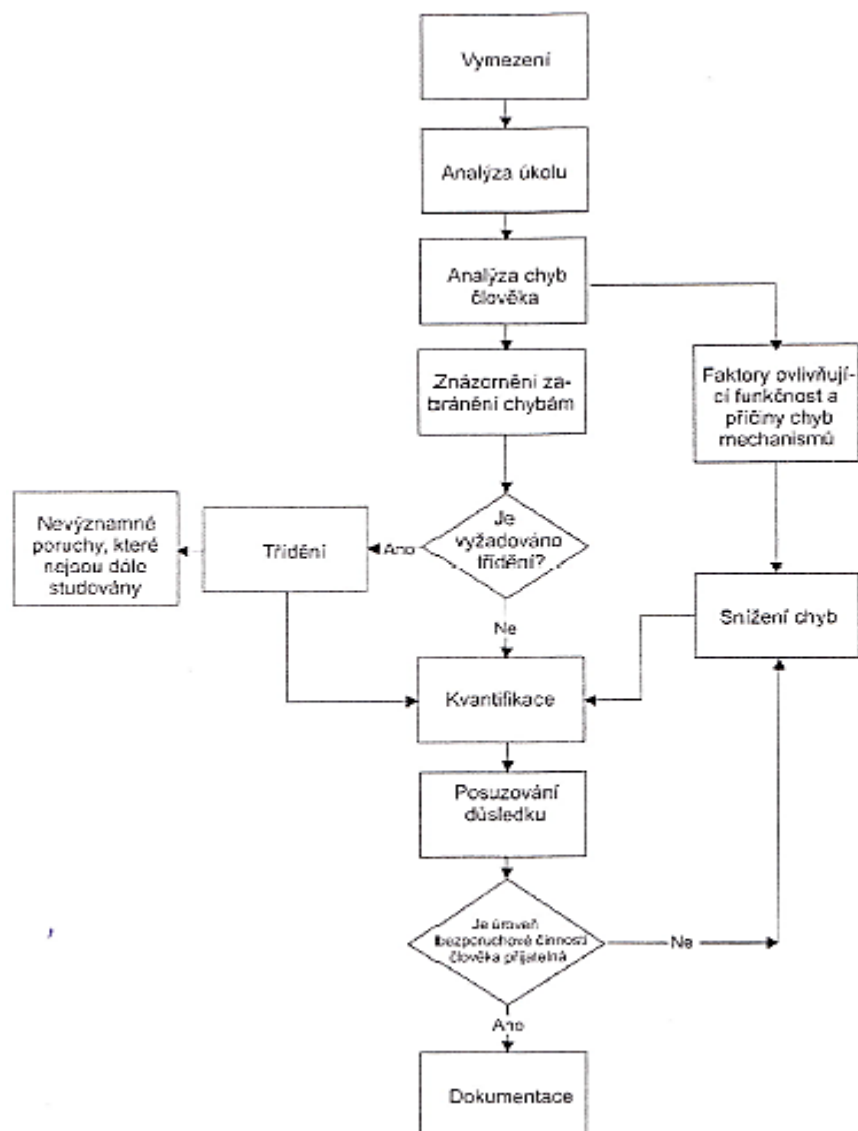 Vymezení
Analýza úkolu
Analýza chyb
člověka
Znázornění za-
bránění chybám
Faktory ovlivňují-
cí funkčnost a
příčiny chyb
mechanismů
Je
vyžadováno
třídění?
Ano
Třídění
Nevýznamné
poruchy, které
nejsou dále
studovány
Ne
Snížení chyb
Kvantifikace
Posuzování
důsledku
Je úroveň
bezporuchové činnosti
člověka přijatelná
Ne
Ano
Dokumentace